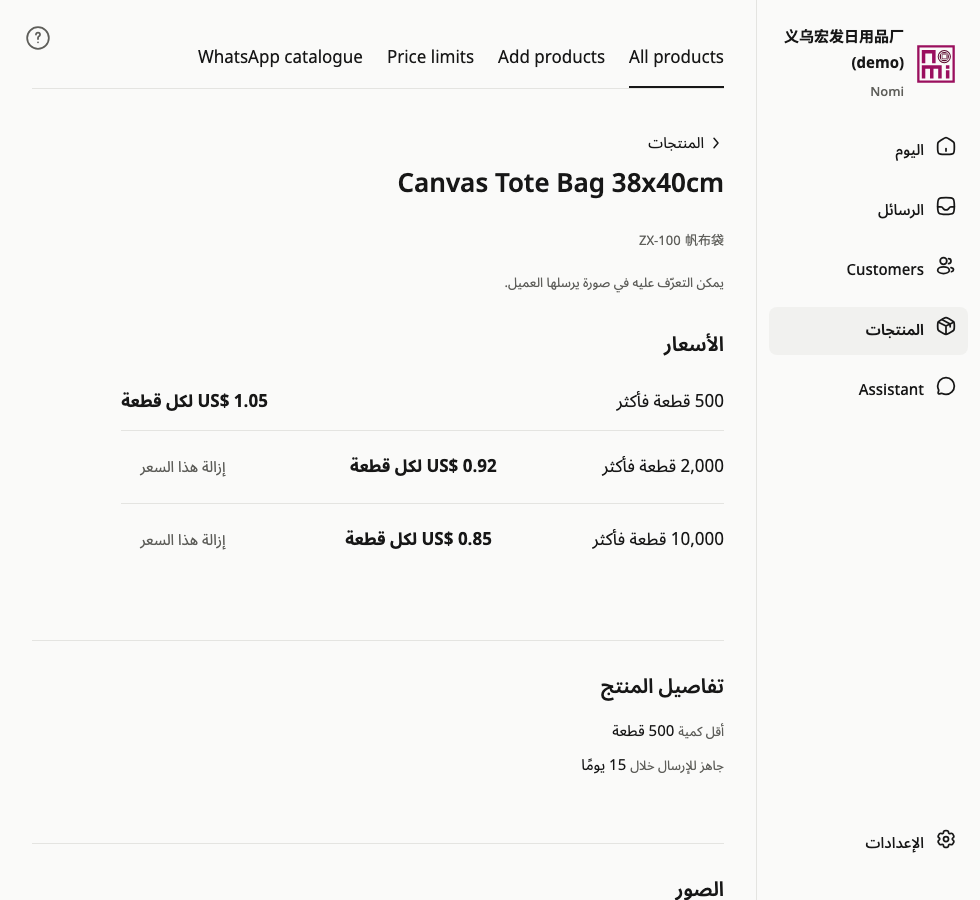 义乌宏发日用品厂
(demo)
Nomi
اليوم
الرسائل
Customers
المنتجات
Assistant
الإعدادات
All products
Add products
Price limits
WhatsApp catalogue
?
المنتجات
Canvas Tote Bag 38x40cm
ZX-100 帆布袋
يمكن التعرّف عليه في صورة يرسلها العميل.
الأسعار
500 قطعة فأكثر
US$ 1.05 لكل قطعة
2,000 قطعة فأكثر
US$ 0.92 لكل قطعة
إزالة هذا السعر
10,000 قطعة فأكثر
US$ 0.85 لكل قطعة
إزالة هذا السعر
تفاصيل المنتج
أقل كمية 500 قطعة
جاهز للإرسال خلال 15 يومًا
الصور